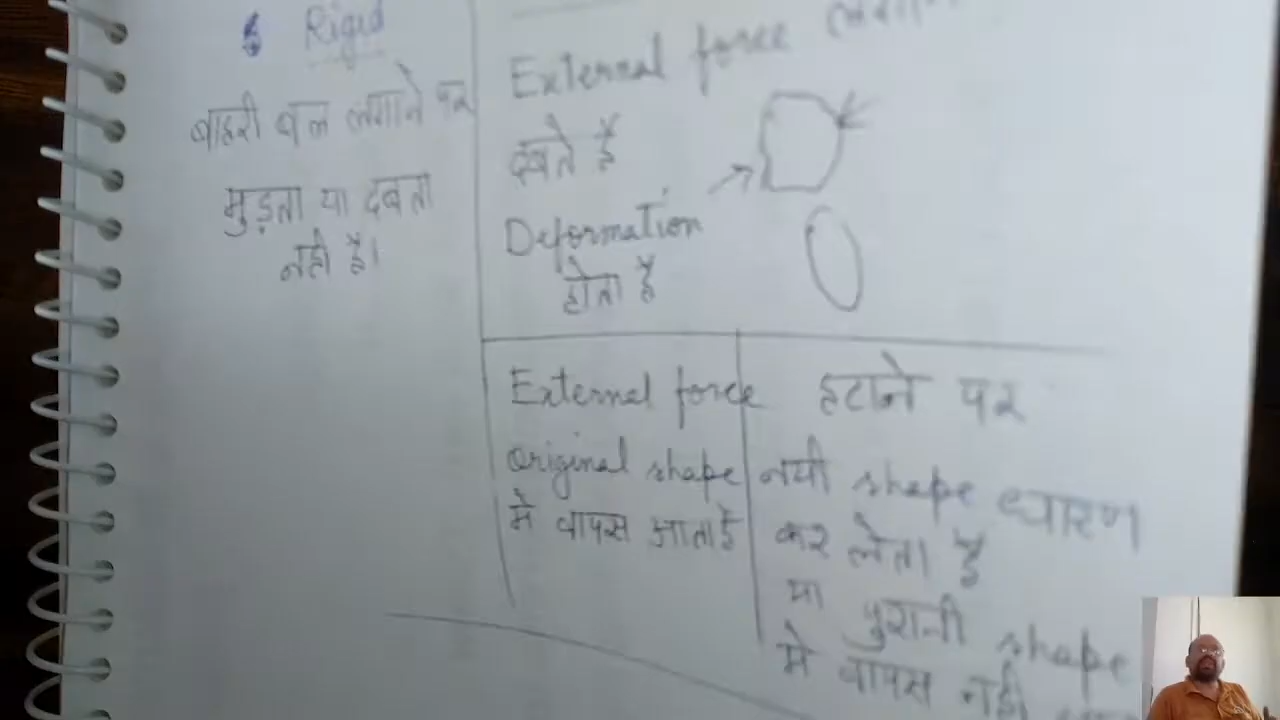 Rigid
बाहरी बल लगाने पर
मुड़ता या दबता
नही है।
External force लगाने
दबते है
Deformation
होता है
External force हटाने पर
original shape
मे वापस आता है
नयी shape धारण
कर लेता है
या पुरानी shape
मे वापस नही